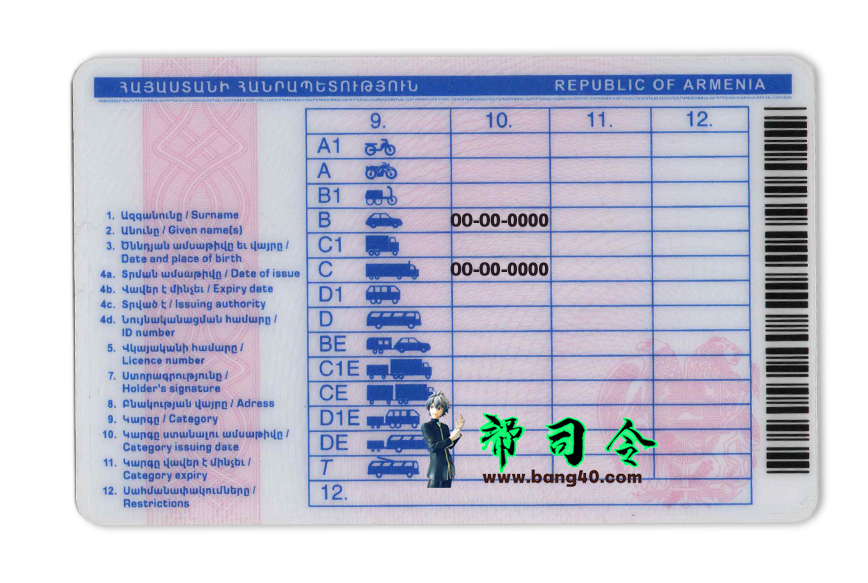 ՀԱՅԱՍՏԱՆԻ ՀԱՆՐԱՊԵՏՈՒԹՅՈՒՆ REPUBLIC OF ARMENIA
9. 10. 11. 12.
A1
A
B1
B 00-00-0000
C1
C 00-00-0000
D1
D
BE
C1E
CE
D1E
DE
T
12.
1. Ազգանունը / Surname
2. Անունը / Given name(s)
3. Ծննդյան ամսաթիվը եւ վայրը /
Date and place of birth
4a. Տրման ամսաթիվը / Date of issue
4b. Վավեր է մինչեւ / Expiry date
4c. Տրված է / Issuing authority
4d. Նույնականացման համարը /
ID number
5. Վկայականի համարը /
Licence number
7. Ստորագրությունը /
Holder's signature
8. Բնակության վայրը / Adress
9. Կարգը / Category
10. Կարգը ստանալու ամսաթիվը /
Category issuing date
11. Կարգը վավեր է մինչեւ /
Category expiry
12. Սահմանափակումները /
Restrictions
帮司令
www.bang40.com